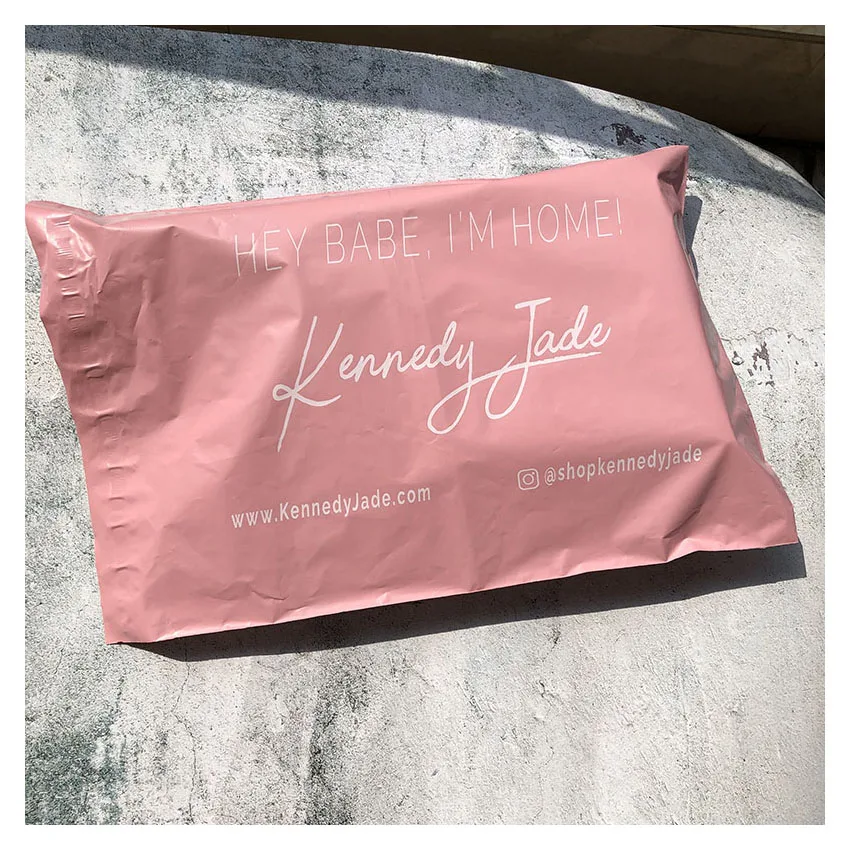 HEY BABE, I'M HOME!
Kennedy Jade
www.KennedyJade.com
@shopkennedyjade